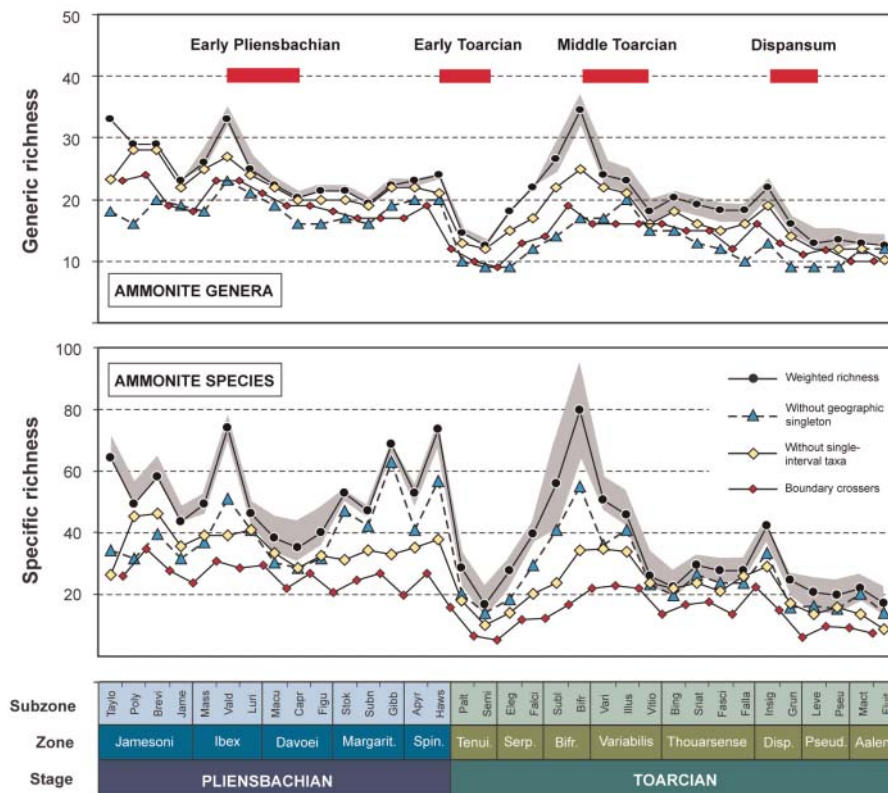 50
40
30
20
10
Generic richness
Early Pliensbachian
Early Toarcian
Middle Toarcian
Dispansum
AMMONITE GENERA
100
80
60
40
20
Specific richness
AMMONITE SPECIES
Weighted richness
Without geographic
singleton
Without single-
interval taxa
Boundary crossers
Subzone
Taylo
Poly
Brevi
Jame
Mass
Vald
Luri
Macu
Capr
Figu
Stok
Subn
Gibb
Apyr
Haws
Palt
Semi
Eleg
Falci
Subl
Bifr
Vari
Illus
Vitio
Bing
Fasci
Falla
Insig
Grun
Leve
Pseu
Mact
Zone
Jamesoni
Ibex
Davoei
Margarit.
Spin.
Tenui.
Serp.
Bifr.
Variabilis
Thouarsense
Disp.
Pseud.
Aalen
Stage
PLIENSBACHIAN
TOARCIAN